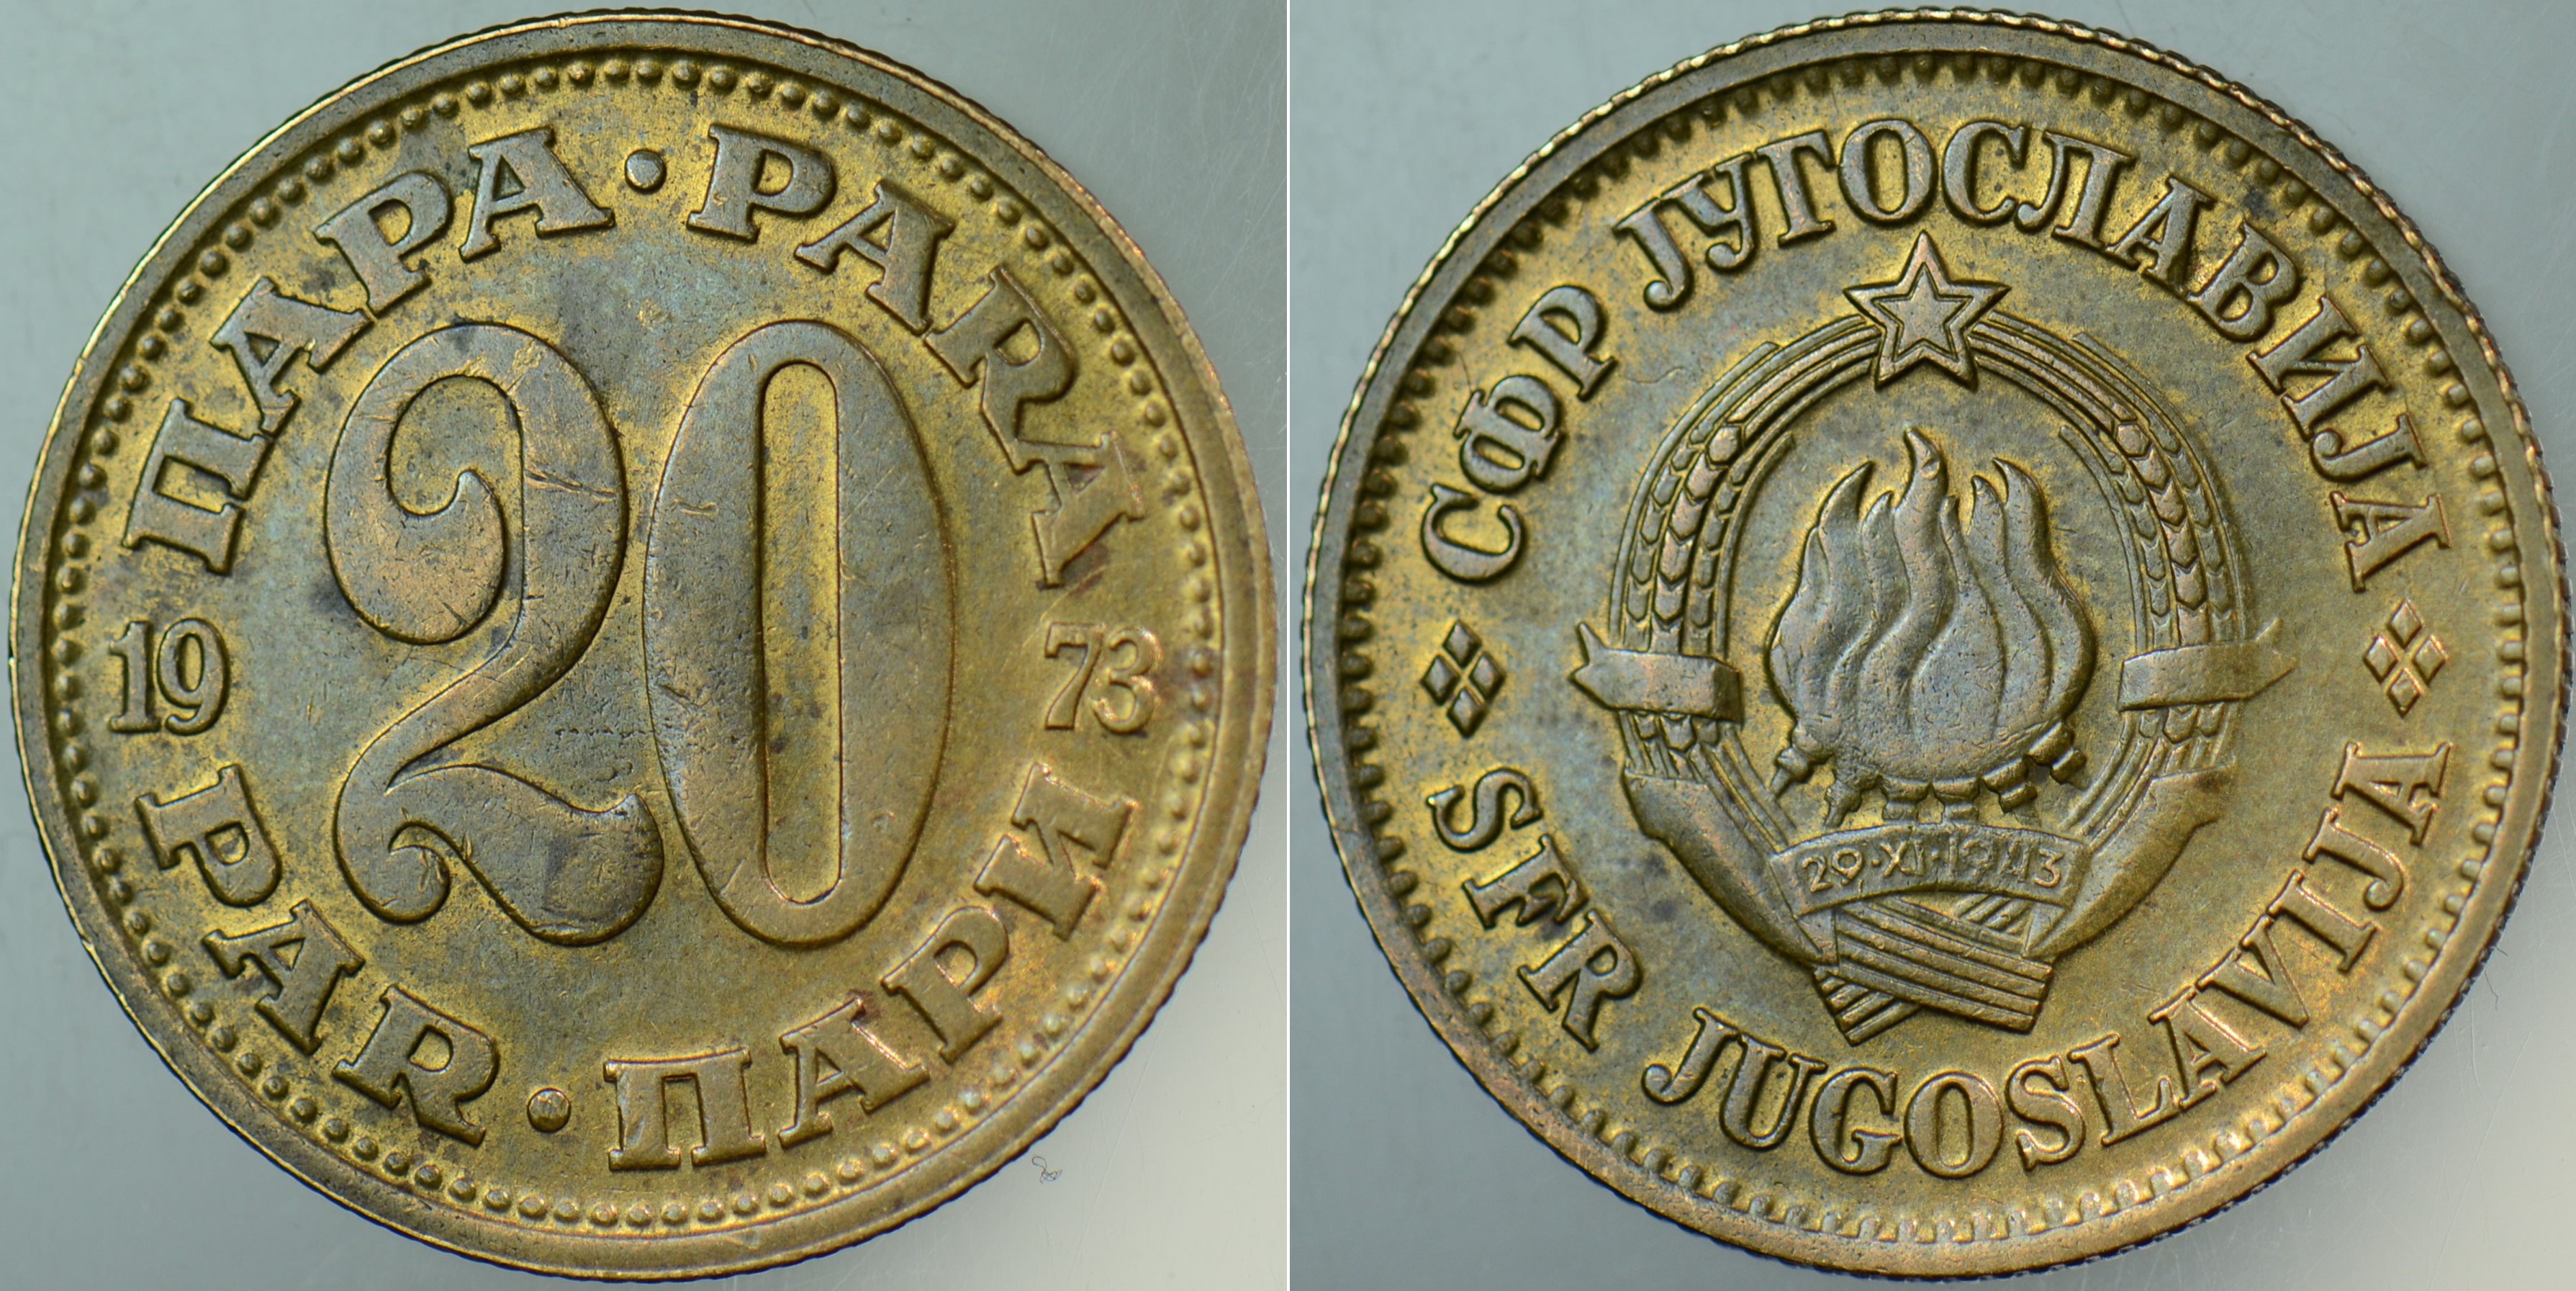 ПАРА · PARA
20
19 73
PAR · ПАРИ
СФР ЈУГОСЛАВИЈА
29·XI·1943
SFR JUGOSLAVIJA